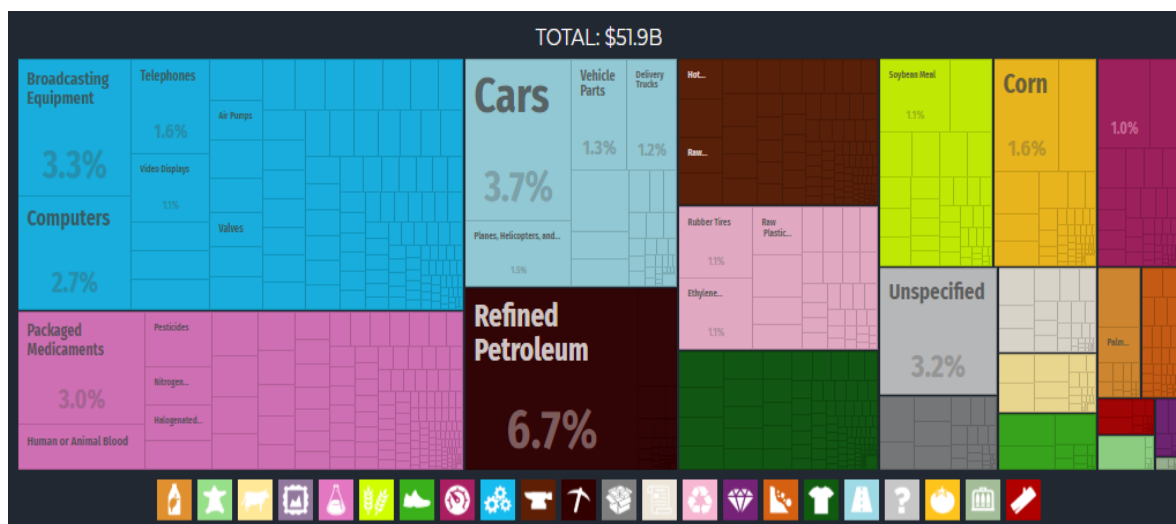 TOTAL: $51.9B
Broadcasting
Equipment
3.3%
Computers
2.7%
Telephones
1.6%
Video Displays
1.1%
Air Pumps
Valves
Packaged
Medicaments
3.0%
Human or Animal Blood
Pesticides
Nitrogen...
Halogenated...
Cars
3.7%
Vehicle
Parts
1.3%
Delivery
Trucks
1.2%
Planes, Helicopters, and...
1.5%
Refined
Petroleum
6.7%
Hot...
Raw...
Rubber Tires
1.1%
Raw
Plastic...
Ethylene...
1.1%
Soybean Meal
1.1%
Corn
1.6%
1.0%
Unspecified
3.2%
Palm...
?